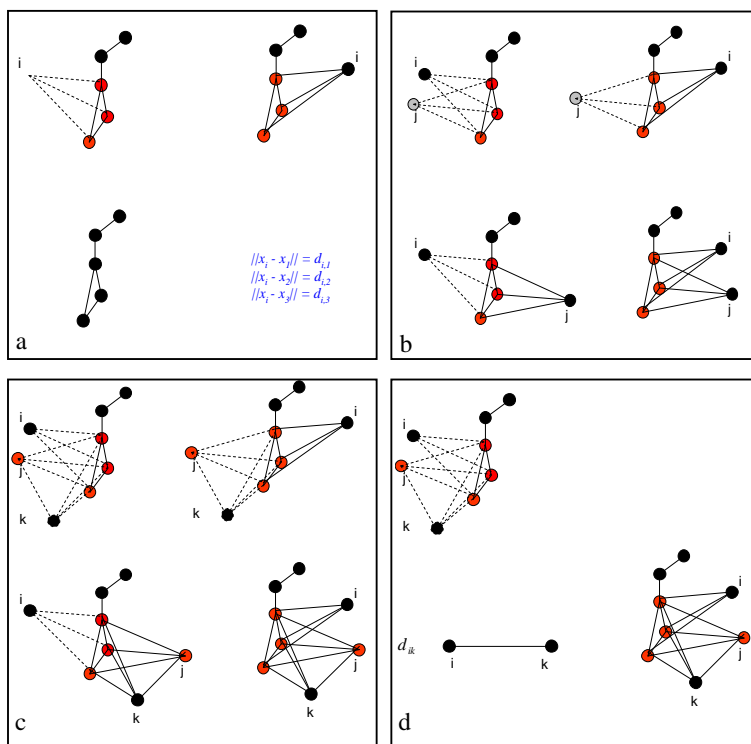 i
i
||x_i - x_1|| = d_{i,1}
||x_i - x_2|| = d_{i,2}
||x_i - x_3|| = d_{i,3}
a
i
j
i
j
i
j
i
j
b
i
j
k
i
j
k
i
j
k
i
j
k
c
i
j
k
d_{ik}
i
k
i
j
k
d